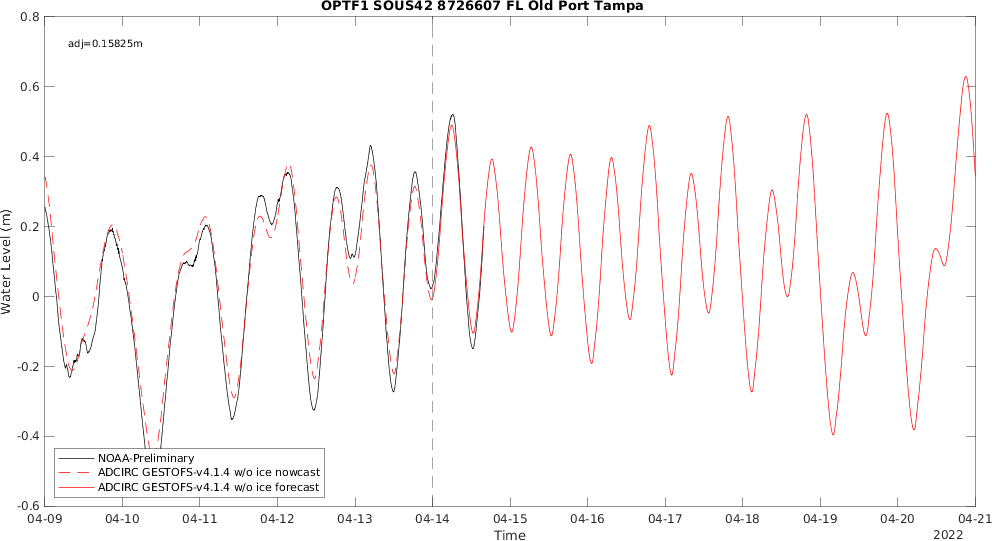 OPTF1 SOUS42 8726607 FL Old Port Tampa
adj=0.15825m
0.8
0.6
0.4
0.2
0
-0.2
-0.4
-0.6
Water Level (m)
NOAA-Preliminary
ADCIRC GESTOFS-v4.1.4 w/o ice nowcast
ADCIRC GESTOFS-v4.1.4 w/o ice forecast
04-09 04-10 04-11 04-12 04-13 04-14 04-15 04-16 04-17 04-18 04-19 04-20 04-21
Time
2022